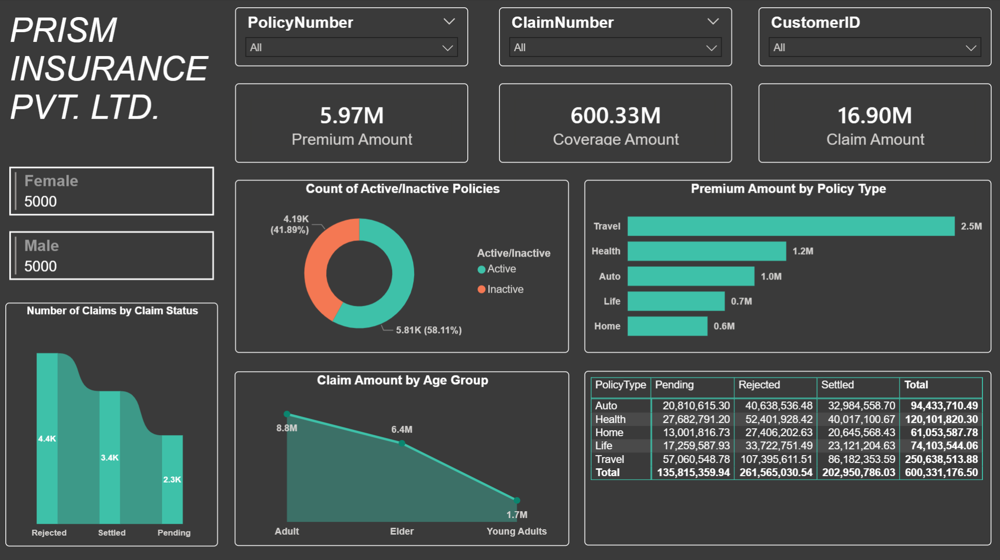 PRISM
INSURANCE
PVT. LTD.
PolicyNumber
All
ClaimNumber
All
CustomerID
All
5.97M
Premium Amount
600.33M
Coverage Amount
16.90M
Claim Amount
Female
5000
Male
5000
Number of Claims by Claim Status
4.4K
3.4K
2.3K
Rejected Settled Pending
Count of Active/Inactive Policies
4.19K
(41.89%)
5.81K (58.11%)
Active/Inactive
Active
Inactive
Premium Amount by Policy Type
Travel 2.5M
Health 1.2M
Auto 1.0M
Life 0.7M
Home 0.6M
Claim Amount by Age Group
8.8M
6.4M
1.7M
Adult Elder Young Adults
PolicyType Pending Rejected Settled Total
Auto 20,810,615.30 40,638,536.48 32,984,558.70 94,433,710.49
Health 27,682,791.20 52,401,928.42 40,017,100.67 120,101,820.30
Home 13,001,816.73 27,406,202.63 20,645,568.43 61,053,587.78
Life 17,259,587.93 33,722,751.49 23,121,204.63 74,103,544.06
Travel 57,060,548.78 107,395,611.51 86,182,353.59 250,638,513.88
Total 135,815,359.94 261,565,030.54 202,950,786.03 600,331,176.50